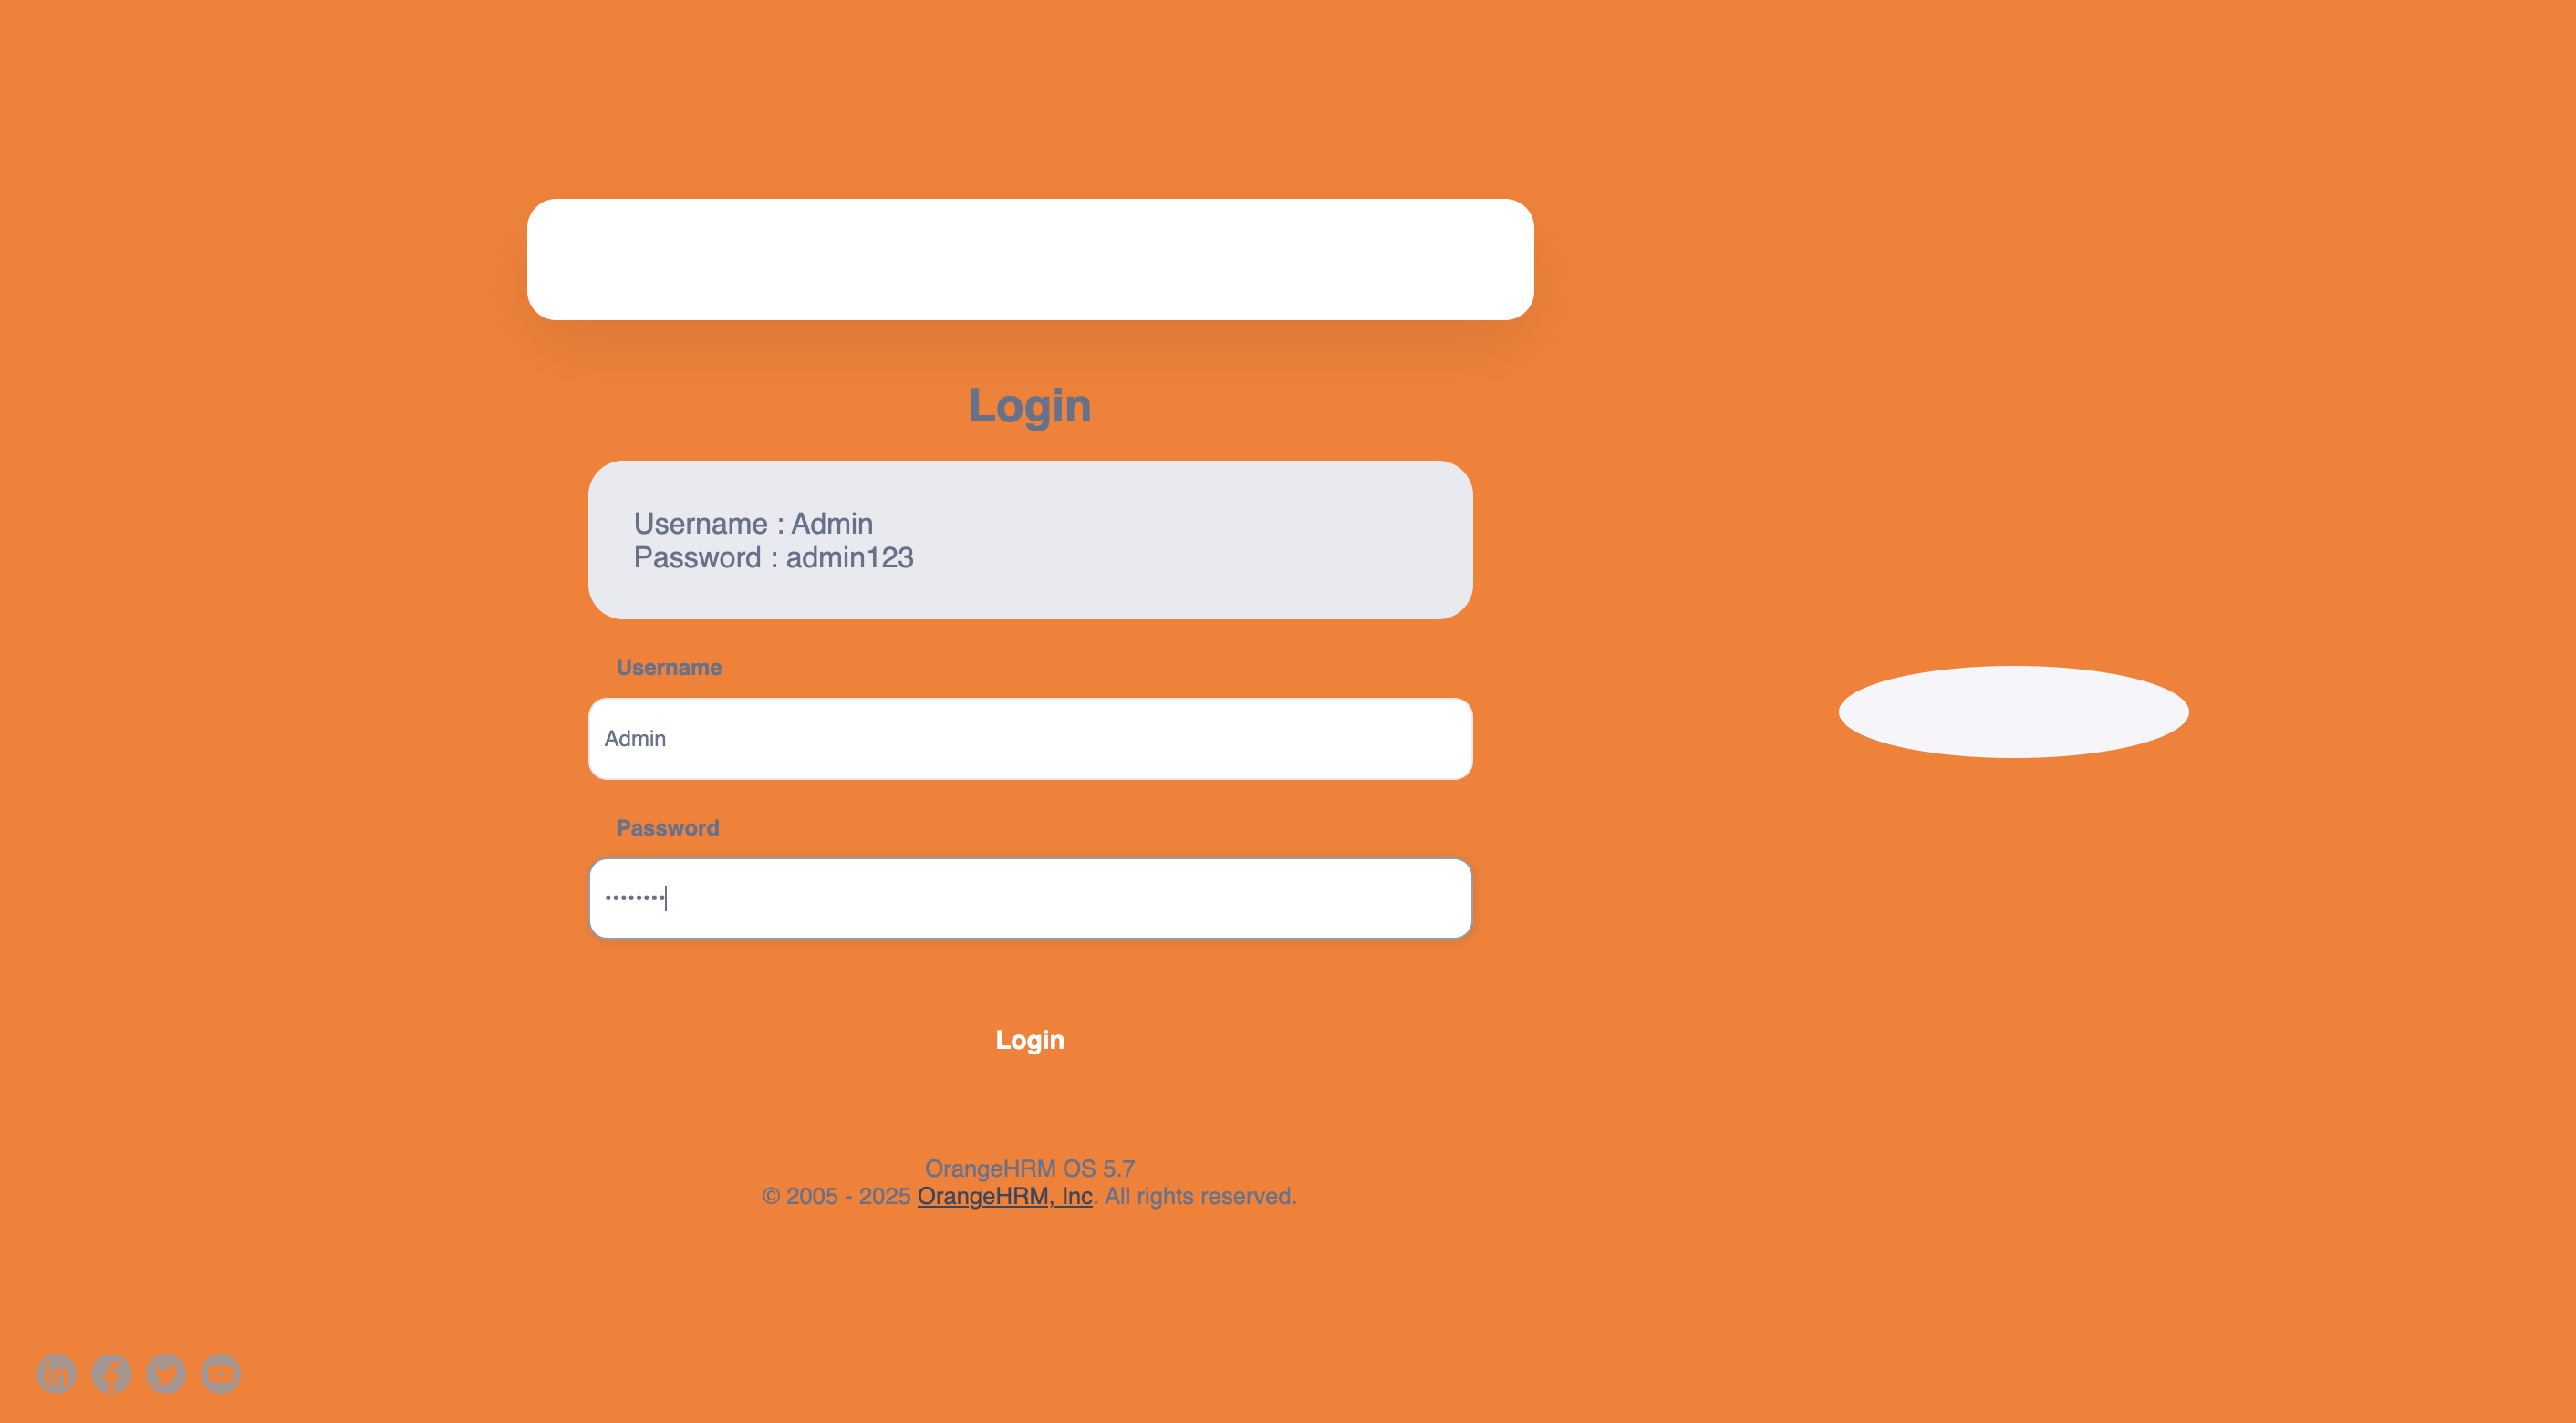 Login
Username : Admin
Password : admin123
Username
Admin
Password
••••••••
Login
OrangeHRM OS 5.7
© 2005 - 2025 OrangeHRM, Inc. All rights reserved.